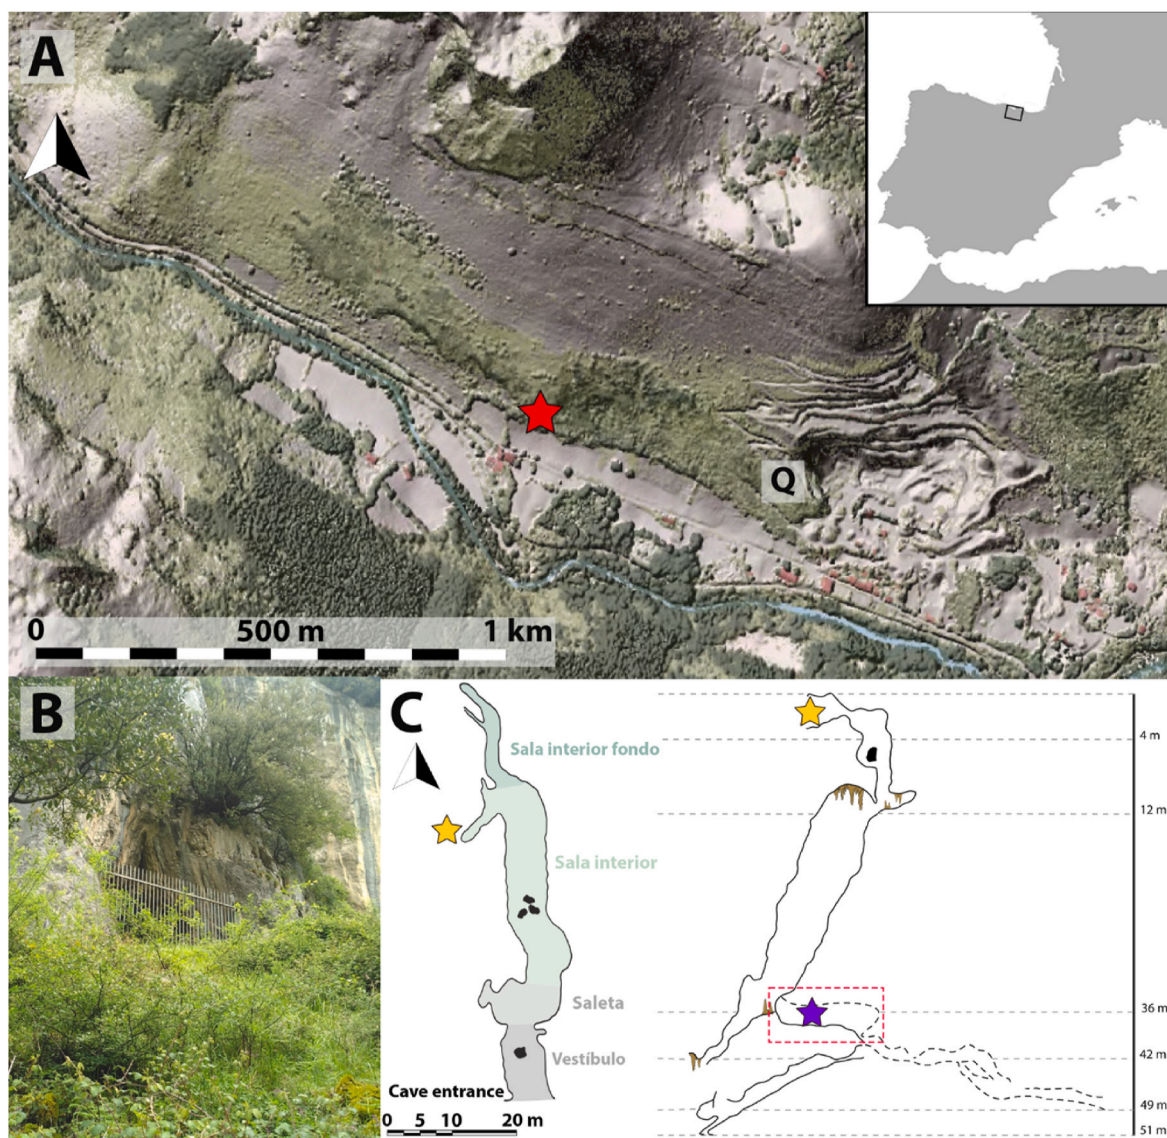 A
Q
0 500 m 1 km
B
C
Sala interior fondo
Sala interior
Saleta
Vestíbulo
Cave entrance
0 5 10 20 m
4 m
12 m
36 m
42 m
49 m
51 m